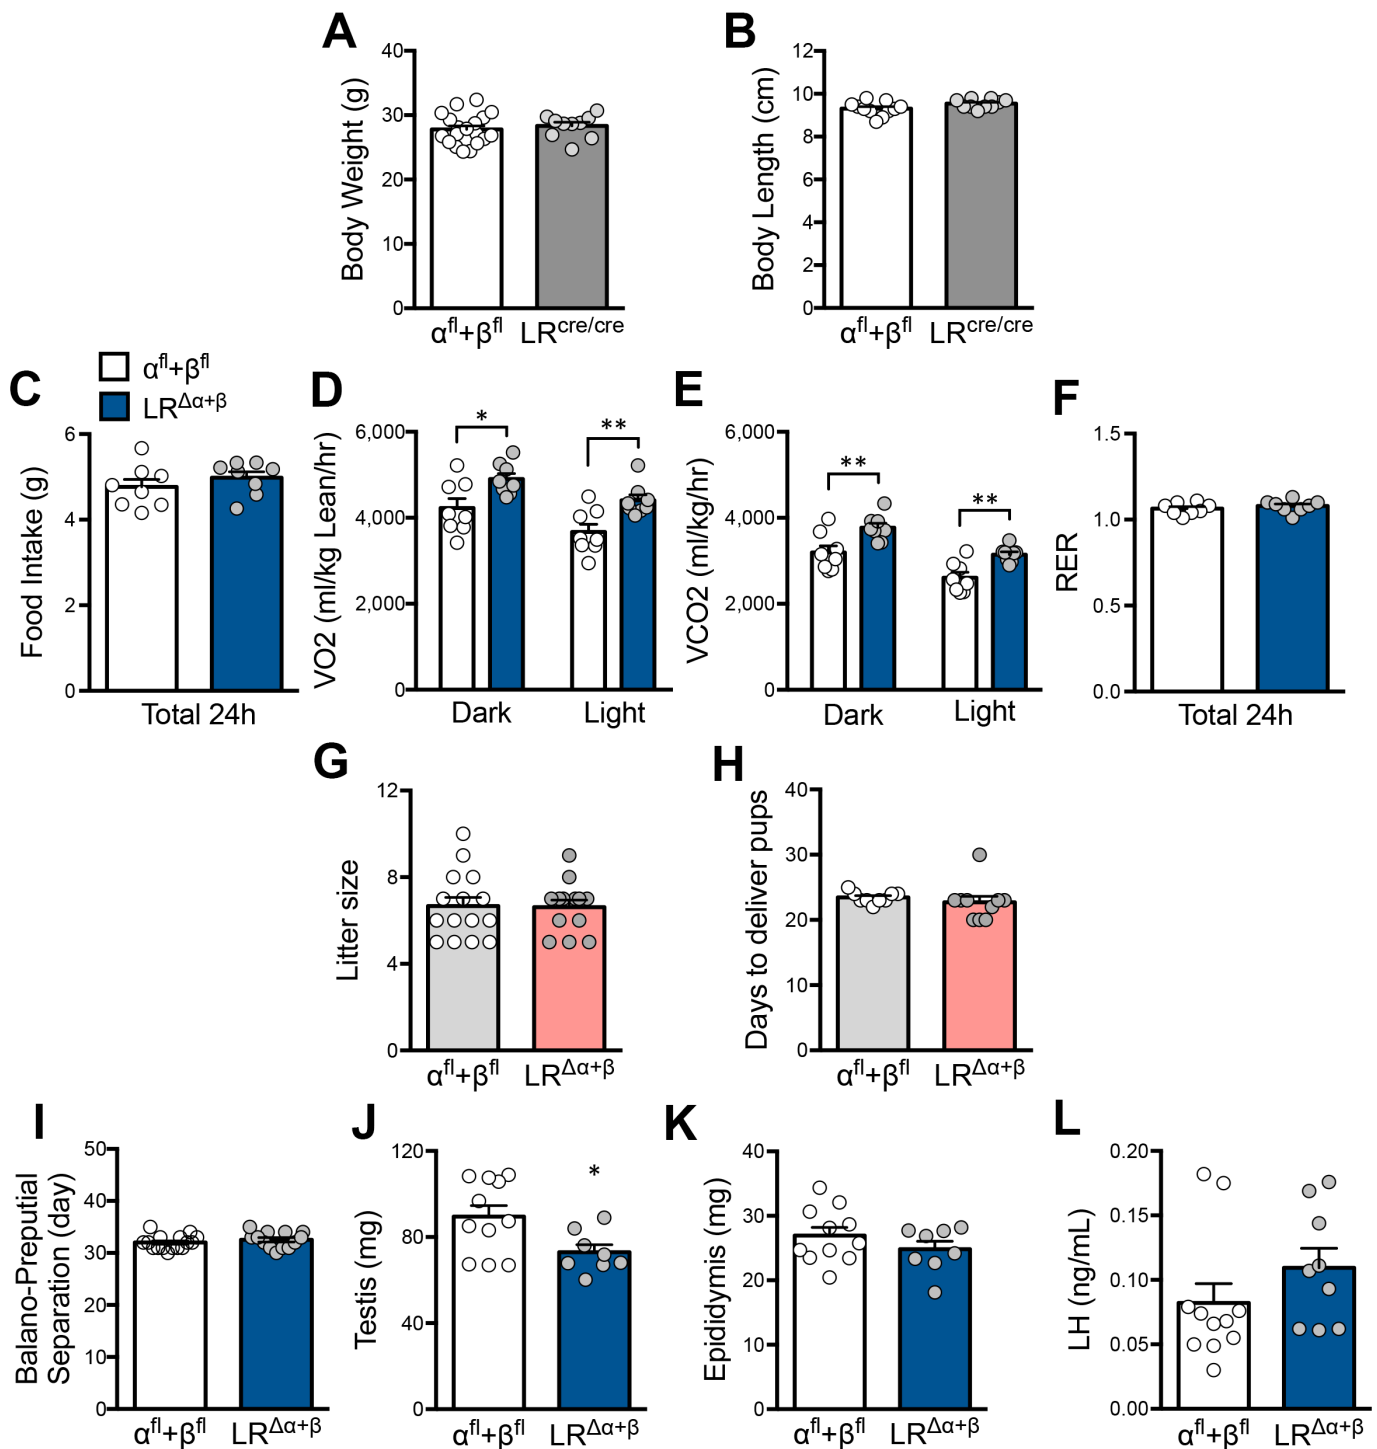 A
Body Weight (g)
40
30
20
10
0
αfl+βfl
LRcre/cre
B
Body Length (cm)
12
10
8
6
4
2
0
αfl+βfl
LRcre/cre
αfl+βfl
LRΔα+β
C
Food Intake (g)
6
4
2
0
Total 24h
D
VO2 (ml/kg Lean/hr)
6,000
4,000
2,000
0
*
**
Dark
Light
E
VCO2 (ml/kg/hr)
6,000
4,000
2,000
0
**
**
Dark
Light
F
RER
1.5
1.0
0.5
0.0
Total 24h
G
Litter size
12
8
4
0
αfl+βfl
LRΔα+β
H
Days to deliver pups
40
30
20
10
0
αfl+βfl
LRΔα+β
I
Balano-Preputial
Separation (day)
50
40
30
20
10
0
αfl+βfl
LRΔα+β
J
Testis (mg)
120
80
40
0
*
αfl+βfl
LRΔα+β
K
Epididymis (mg)
40
30
20
10
0
αfl+βfl
LRΔα+β
L
LH (ng/mL)
0.20
0.15
0.10
0.05
0.00
αfl+βfl
LRΔα+β